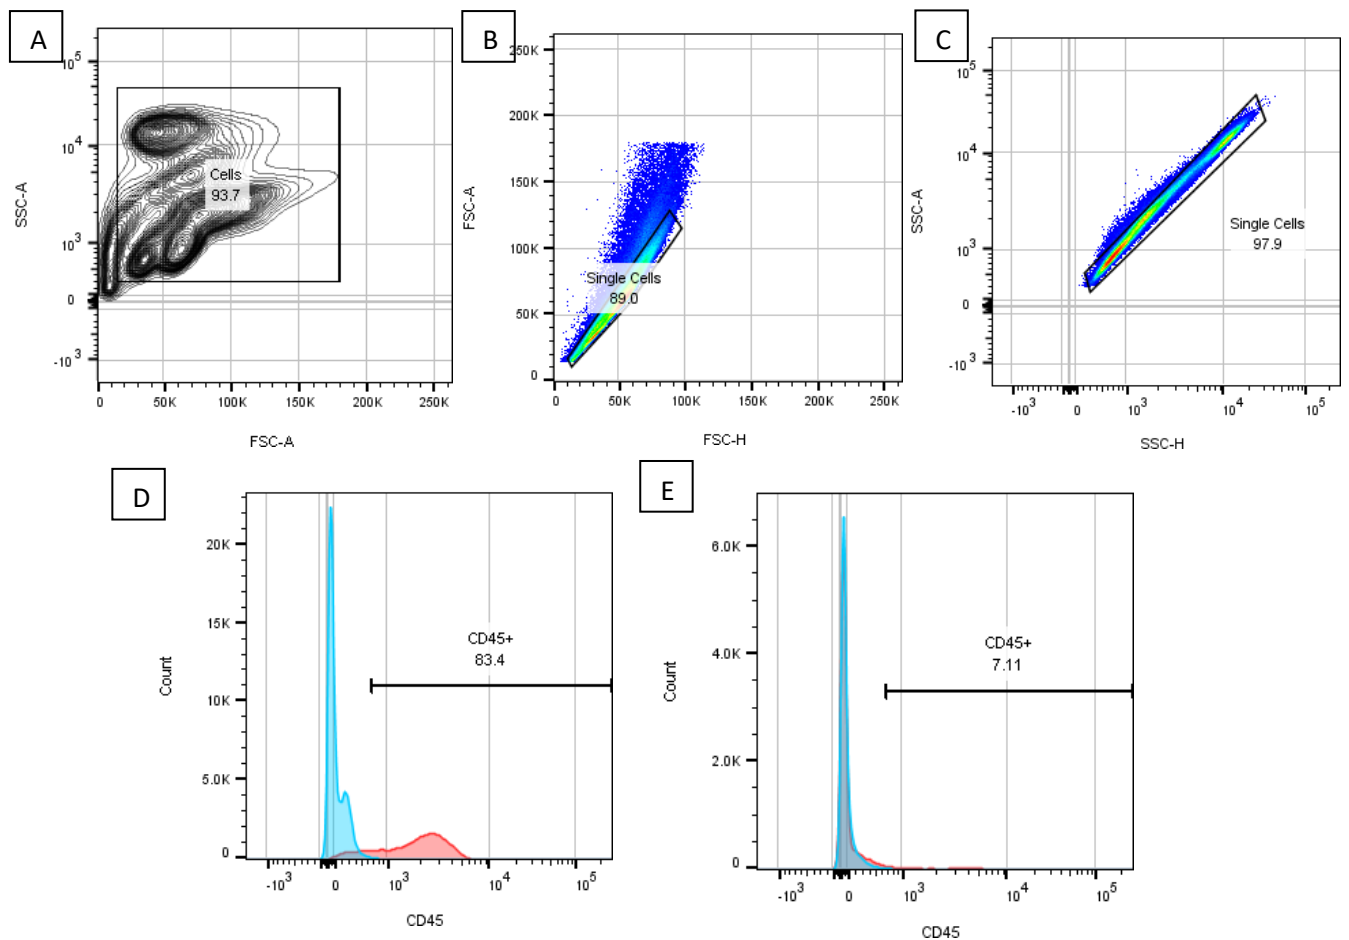 A
B
C
10^5
10^4
10^3
0
-10^3
SSC-A
Cells
93.7
0
50K
100K
150K
200K
250K
FSC-A
250K
200K
150K
100K
50K
0
FSC-A
Single Cells
89.0
0
50K
100K
150K
200K
250K
FSC-H
10^5
10^4
10^3
0
-10^3
SSC-A
Single Cells
97.9
-10^3
0
10^3
10^4
10^5
SSC-H
D
E
20K
15K
10K
5.0K
0
Count
CD45+
83.4
-10^3
0
10^3
10^4
10^5
CD45
6.0K
4.0K
2.0K
0
Count
CD45+
7.11
-10^3
0
10^3
10^4
10^5
CD45